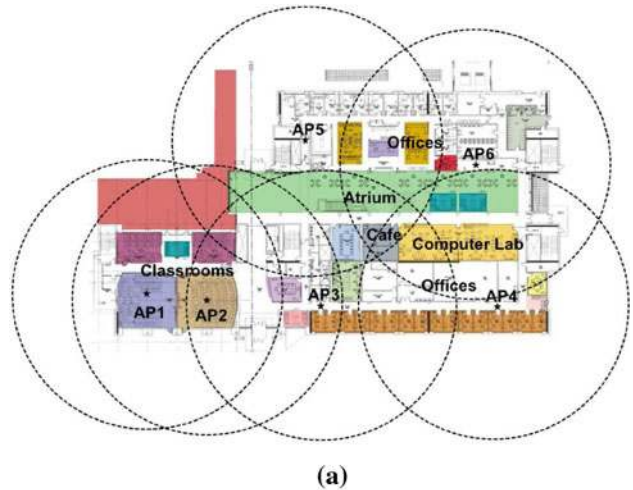 AP5
Offices
AP6
Atrium
Cafe
Computer Lab
Classrooms
Offices
AP1
AP2
AP3
AP4
(a)